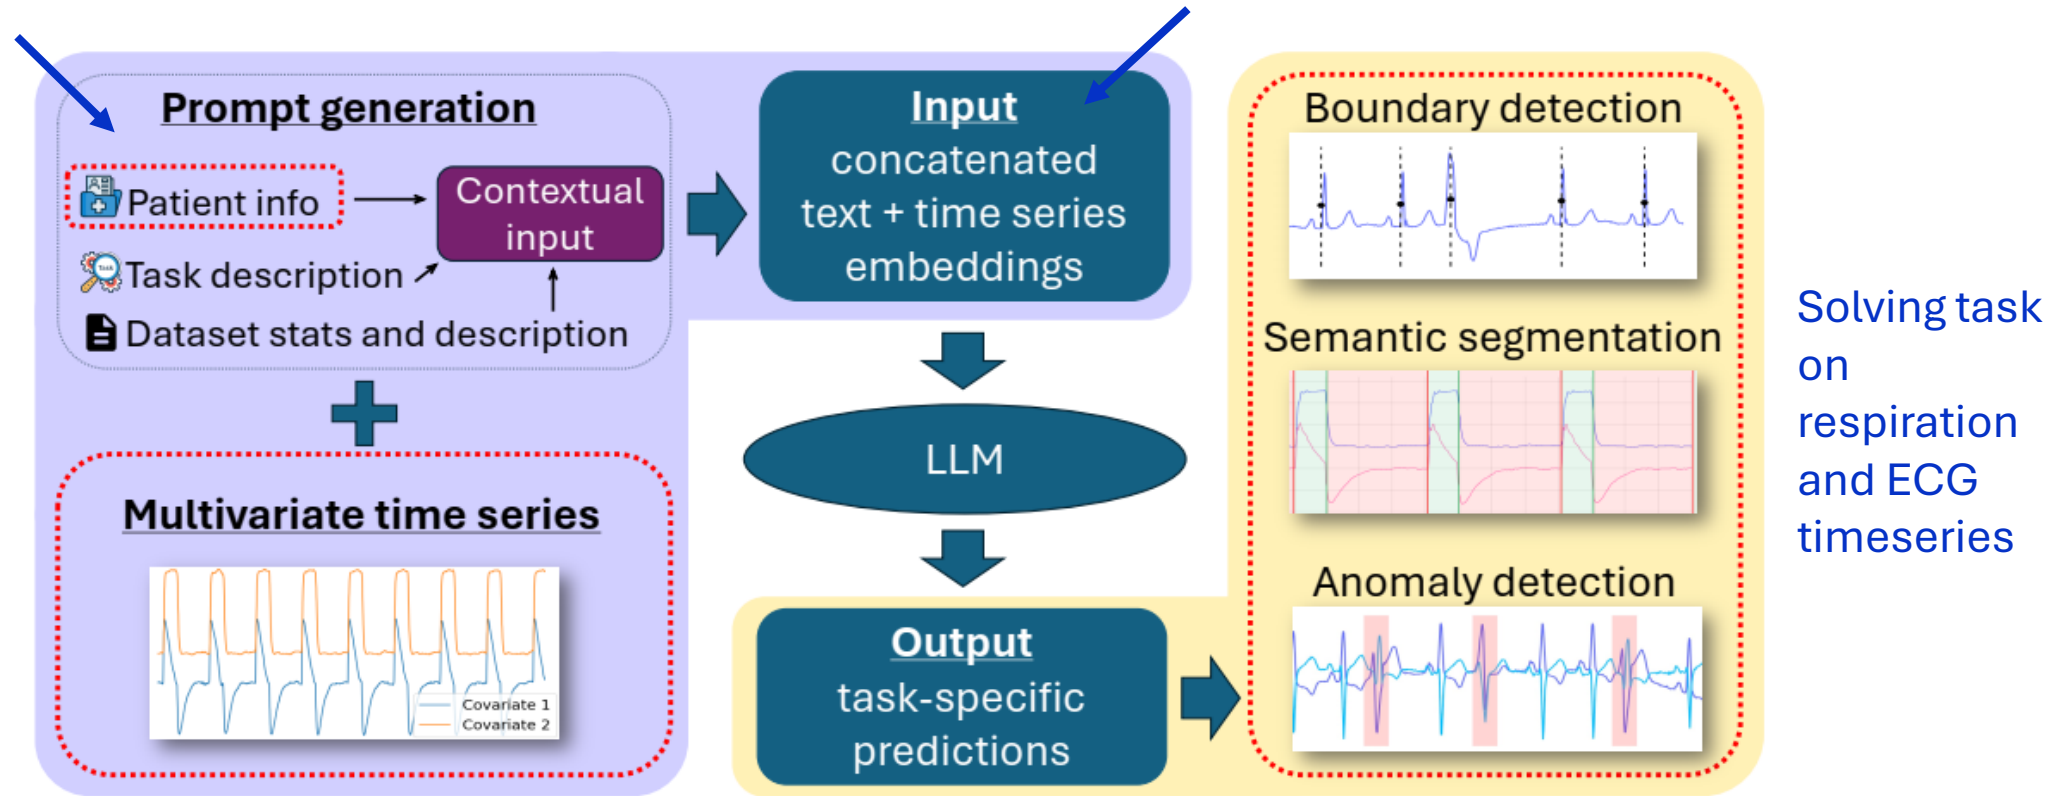 Prompt generation
Patient info
Task description
Dataset stats and description
Contextual
input
Multivariate time series
Covariate 1
Covariate 2
Input
concatenated
text + time series
embeddings
LLM
Output
task-specific
predictions
Boundary detection
Semantic segmentation
Anomaly detection
Solving task
on
respiration
and ECG
timeseries